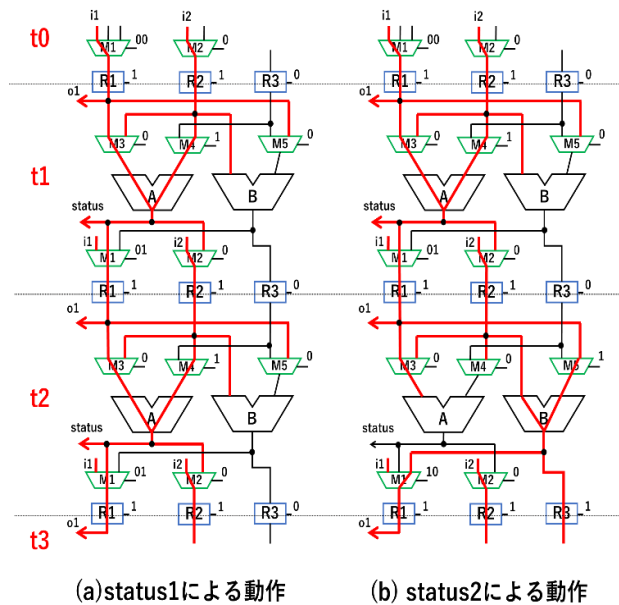 t0
i1
M1
00
i2
M2
0
R1
1
R2
1
R3
0
o1
M3
0
M4
1
M5
0
t1
A
B
status
i1
M1
01
i2
M2
0
R1
1
R2
1
R3
0
o1
M3
0
M4
1
M5
0
t2
A
B
status
i1
M1
01
i2
M2
0
R1
1
R2
1
R3
0
t3
o1
(a)status1による動作
i1
M1
00
i2
M2
0
R1
1
R2
1
R3
0
o1
M3
0
M4
1
M5
0
A
B
status
i1
M1
01
i2
M2
0
R1
1
R2
1
R3
0
o1
M3
0
M4
0
M5
1
A
B
status
i1
M1
10
i2
M2
0
R1
1
R2
1
R3
1
o1
(b) status2による動作